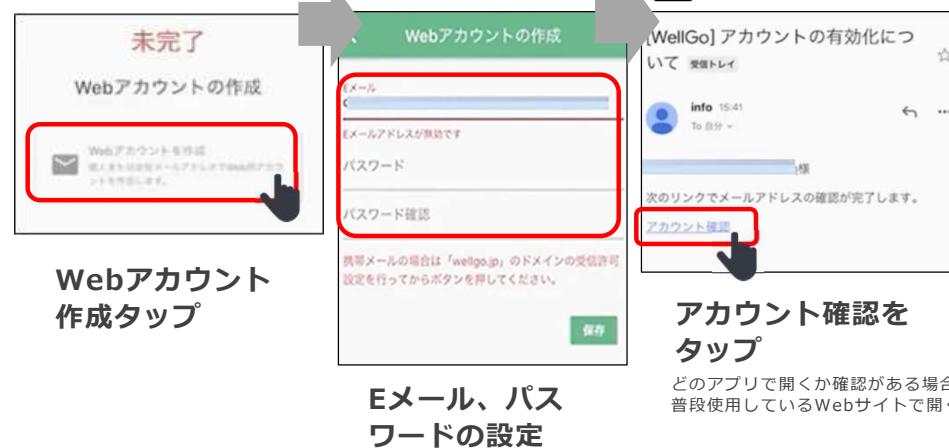 未完了
Webアカウントの作成
Webアカウントを作成
Webアカウント
作成タップ
Webアカウントの作成
Eメール
Eメールアドレスが無効です
パスワード
パスワード確認
携帯メールの場合は「wellgo.jp」のドメインの受信許可
設定を行ってからボタンを押してください。
保存
Eメール、パス
ワードの設定
[WellGo] アカウントの有効化につ
いて 受信トレイ
info 15:41
To 自分
様
次のリンクでメールアドレスの確認が完了します。
アカウント確認
アカウント確認を
タップ
どのアプリで開くか確認がある場合
普段使用しているWebサイトで開く